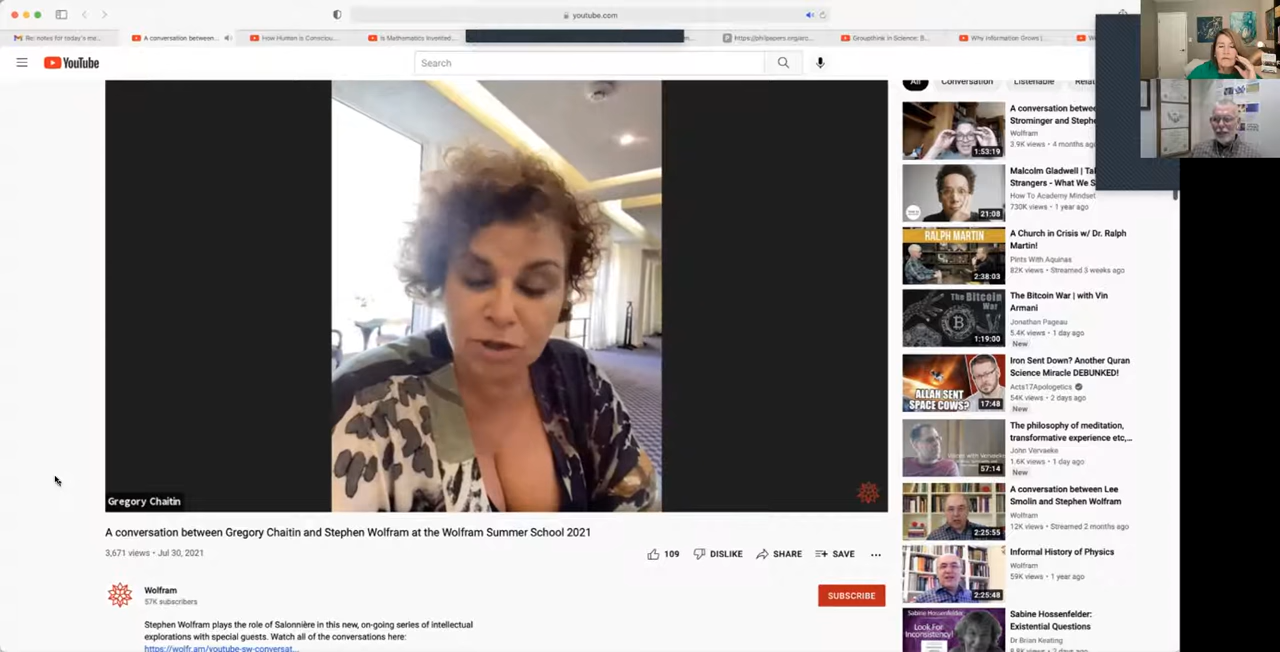 youtube.com
Re: notes for today's me...
A conversation between...
How Human is Consciou...
Is Mathematics Invented...
https://philpapers.org/arc...
Groupthink in Science: B...
Why Information Grows |...
YouTube
Search
All
Conversation
Listenable
Gregory Chaitin
A conversation between Gregory Chaitin and Stephen Wolfram at the Wolfram Summer School 2021
3,671 views • Jul 30, 2021
109
DISLIKE
SHARE
SAVE
Wolfram
57K subscribers
SUBSCRIBE
Stephen Wolfram plays the role of Salonnière in this new, on-going series of intellectual
explorations with special guests. Watch all of the conversations here:
https://wolfr.am/youtube-sw-conversat...
1:53:19
A conversation
Strominger and
Wolfram
3.9K views • 4 months
21:08
Malcolm Gladwell |
Strangers - What We
How To Academy Mindset
730K views • 1 year ago
RALPH MARTIN
2:38:03
A Church in Crisis w/ Dr. Ralph
Martin!
Pints With Aquinas
82K views • Streamed 3 weeks ago
The Bitcoin
War
1:19:00
The Bitcoin War | with Vin
Armani
Jonathan Pageau
5.4K views • 1 day ago
New
ALLAH SENT
SPACE COWS?
17:48
Iron Sent Down? Another Quran
Science Miracle DEBUNKED!
Acts17Apologetics
54K views • 2 days ago
New
57:14
The philosophy of meditation,
transformative experience etc,...
John Vervaeke
1.6K views • 1 day ago
New
2:25:55
A conversation between Lee
Smolin and Stephen Wolfram
Wolfram
12K views • Streamed 2 months ago
2:25:48
Informal History of Physics
Wolfram
59K views • 1 year ago
SABINE HOSSENFELDER
Look For
Inconsistency!
Sabine Hossenfelder:
Existential Questions
Dr Brian Keating